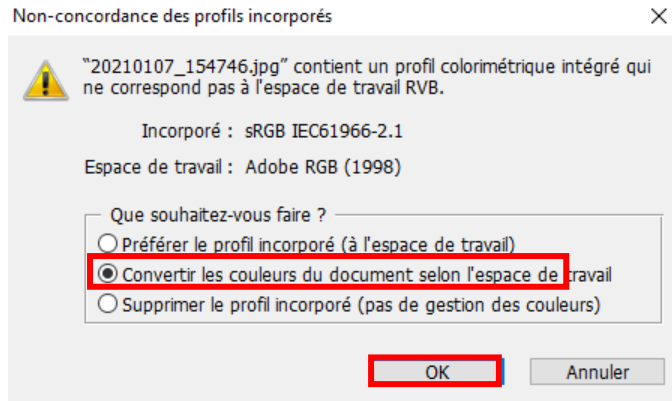 Non-concordance des profils incorporés
"20210107_154746.jpg" contient un profil colorimétrique intégré qui
ne correspond pas à l'espace de travail RVB.
Incorporé : sRGB IEC61966-2.1
Espace de travail : Adobe RGB (1998)
Que souhaitez-vous faire ?
Préférer le profil incorporé (à l'espace de travail)
Convertir les couleurs du document selon l'espace de travail
Supprimer le profil incorporé (pas de gestion des couleurs)
OK
Annuler